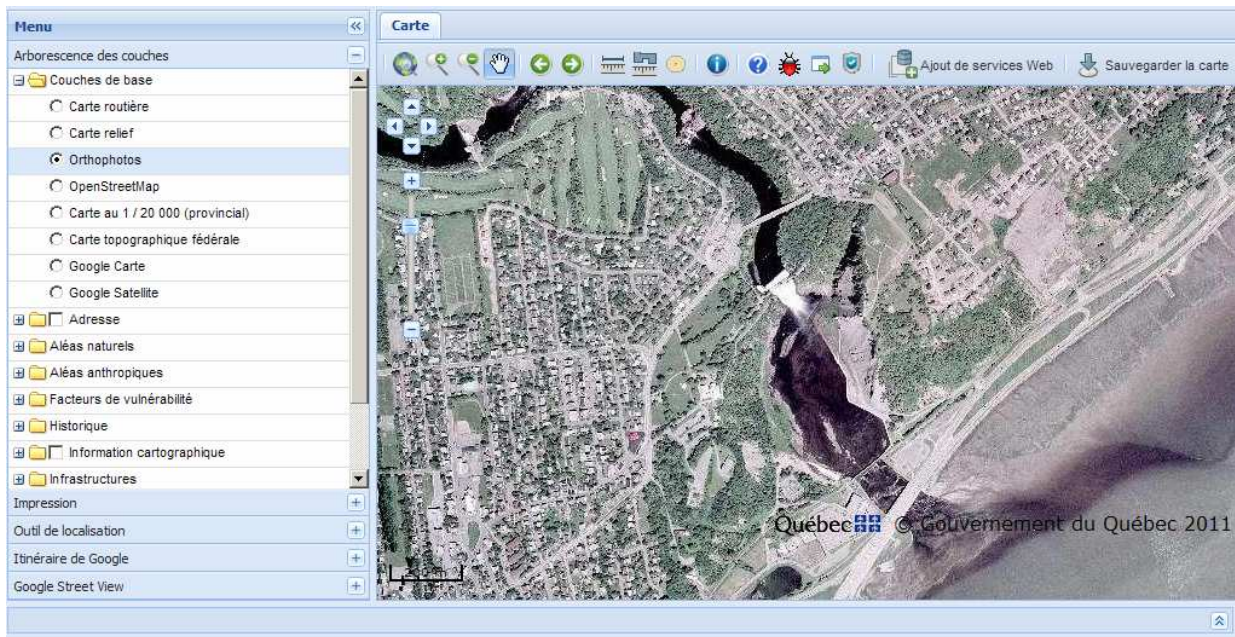 Menu
Arborescence des couches
Couches de base
Carte routière
Carte relief
Orthophotos
OpenStreetMap
Carte au 1 / 20 000 (provincial)
Carte topographique fédérale
Google Carte
Google Satellite
Adresse
Aléas naturels
Aléas anthropiques
Facteurs de vulnérabilité
Historique
Information cartographique
Infrastructures
Impression
Outil de localisation
Itinéraire de Google
Google Street View
Carte
Ajout de services Web
Sauvegarder la carte
Québec © Gouvernement du Québec 2011